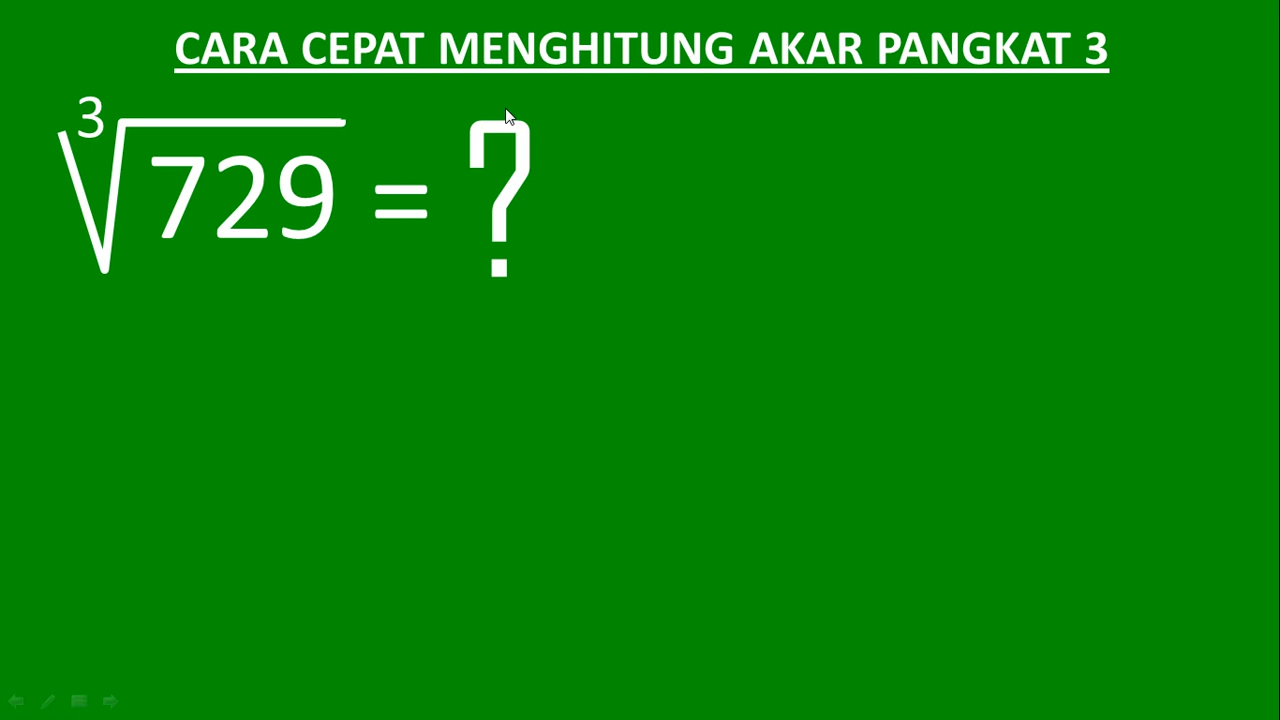 CARA CEPAT MENGHITUNG AKAR PANGKAT 3
∛729 = ?